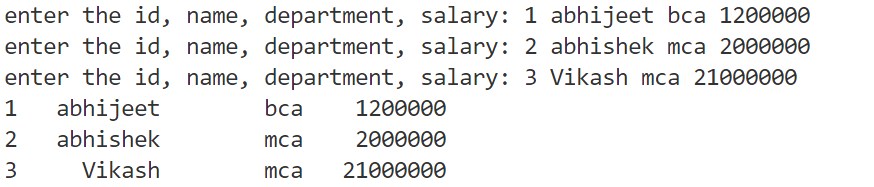 enter the id, name, department, salary: 1 abhijeet bca 1200000
enter the id, name, department, salary: 2 abhishek mca 2000000
enter the id, name, department, salary: 3 Vikash mca 21000000
1   abhijeet        bca    1200000
2   abhishek        mca    2000000
3     Vikash        mca   21000000